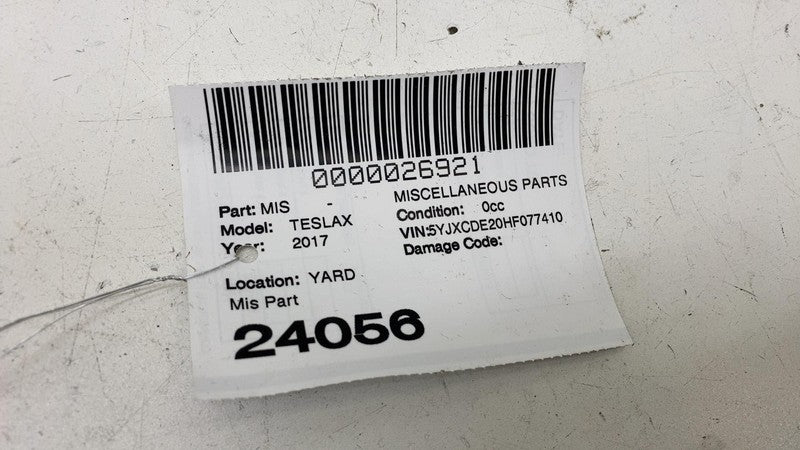 0000026921
Part: MIS - MISCELLANEOUS PARTS
Model: TESLAX Condition: 0cc
Year: 2017 VIN:5YJXCDE20HF077410
Damage Code:
Location: YARD
Mis Part
24056